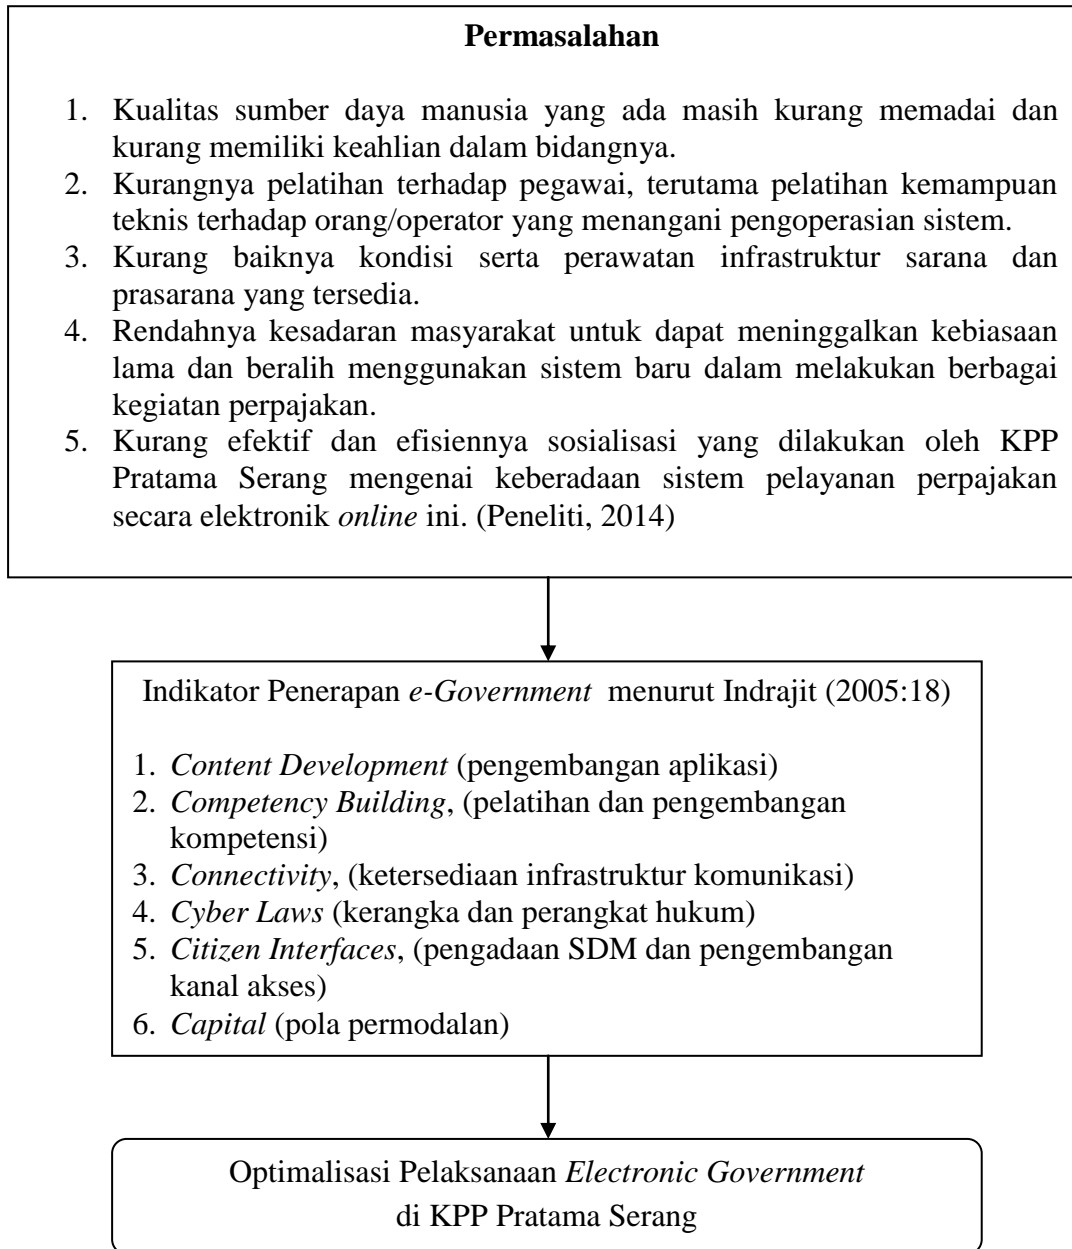 Permasalahan
1. Kualitas sumber daya manusia yang ada masih kurang memadai dan
kurang memiliki keahlian dalam bidangnya.
2. Kurangnya pelatihan terhadap pegawai, terutama pelatihan kemampuan
teknis terhadap orang/operator yang menangani pengoperasian sistem.
3. Kurang baiknya kondisi serta perawatan infrastruktur sarana dan
prasarana yang tersedia.
4. Rendahnya kesadaran masyarakat untuk dapat meninggalkan kebiasaan
lama dan beralih menggunakan sistem baru dalam melakukan berbagai
kegiatan perpajakan.
5. Kurang efektif dan efisiennya sosialisasi yang dilakukan oleh KPP
Pratama Serang mengenai keberadaan sistem pelayanan perpajakan
secara elektronik online ini. (Peneliti, 2014)
Indikator Penerapan e-Government menurut Indrajit (2005:18)
1. Content Development (pengembangan aplikasi)
2. Competency Building, (pelatihan dan pengembangan
kompetensi)
3. Connectivity, (ketersediaan infrastruktur komunikasi)
4. Cyber Laws (kerangka dan perangkat hukum)
5. Citizen Interfaces, (pengadaan SDM dan pengembangan
kanal akses)
6. Capital (pola permodalan)
Optimalisasi Pelaksanaan Electronic Government
di KPP Pratama Serang